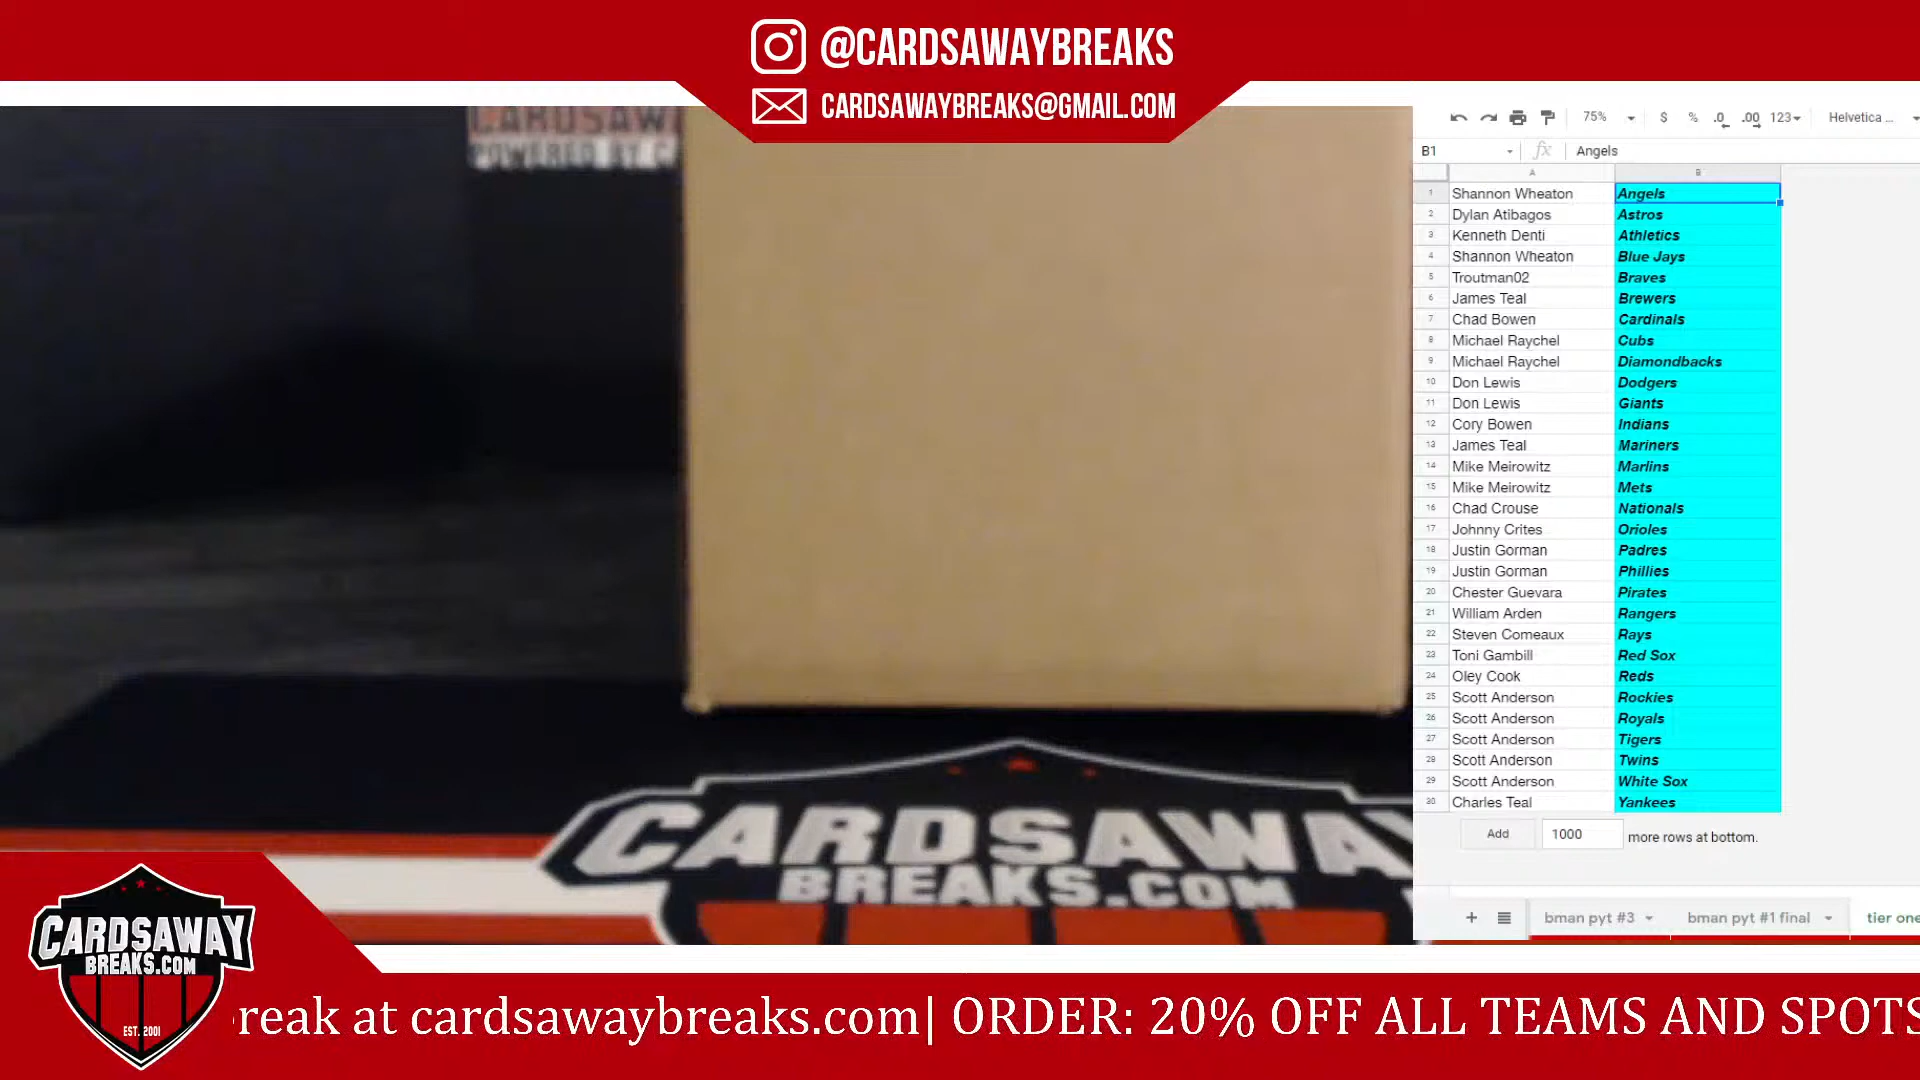 @CARDSAWAYBREAKS
CARDSAWAYBREAKS@GMAIL.COM
CARDSAW
POWERED BY C
75% $ % .0 .00 123 Helvetica ...
B1 fx Angels
A B
1 Shannon Wheaton Angels
2 Dylan Atibagos Astros
3 Kenneth Denti Athletics
4 Shannon Wheaton Blue Jays
5 Troutman02 Braves
6 James Teal Brewers
7 Chad Bowen Cardinals
8 Michael Raychel Cubs
9 Michael Raychel Diamondbacks
10 Don Lewis Dodgers
11 Don Lewis Giants
12 Cory Bowen Indians
13 James Teal Mariners
14 Mike Meirowitz Marlins
15 Mike Meirowitz Mets
16 Chad Crouse Nationals
17 Johnny Crites Orioles
18 Justin Gorman Padres
19 Justin Gorman Phillies
20 Chester Guevara Pirates
21 William Arden Rangers
22 Steven Comeaux Rays
23 Toni Gambill Red Sox
24 Oley Cook Reds
25 Scott Anderson Rockies
26 Scott Anderson Royals
27 Scott Anderson Tigers
28 Scott Anderson Twins
29 Scott Anderson White Sox
30 Charles Teal Yankees
Add 1000 more rows at bottom.
+ bman pyt #3 bman pyt #1 final tier one
CARDSAWA
BREAKS.COM
CARDSAWAY
BREAKS.COM
EST. 2001
reak at cardsawaybreaks.com| ORDER: 20% OFF ALL TEAMS AND SPOTS